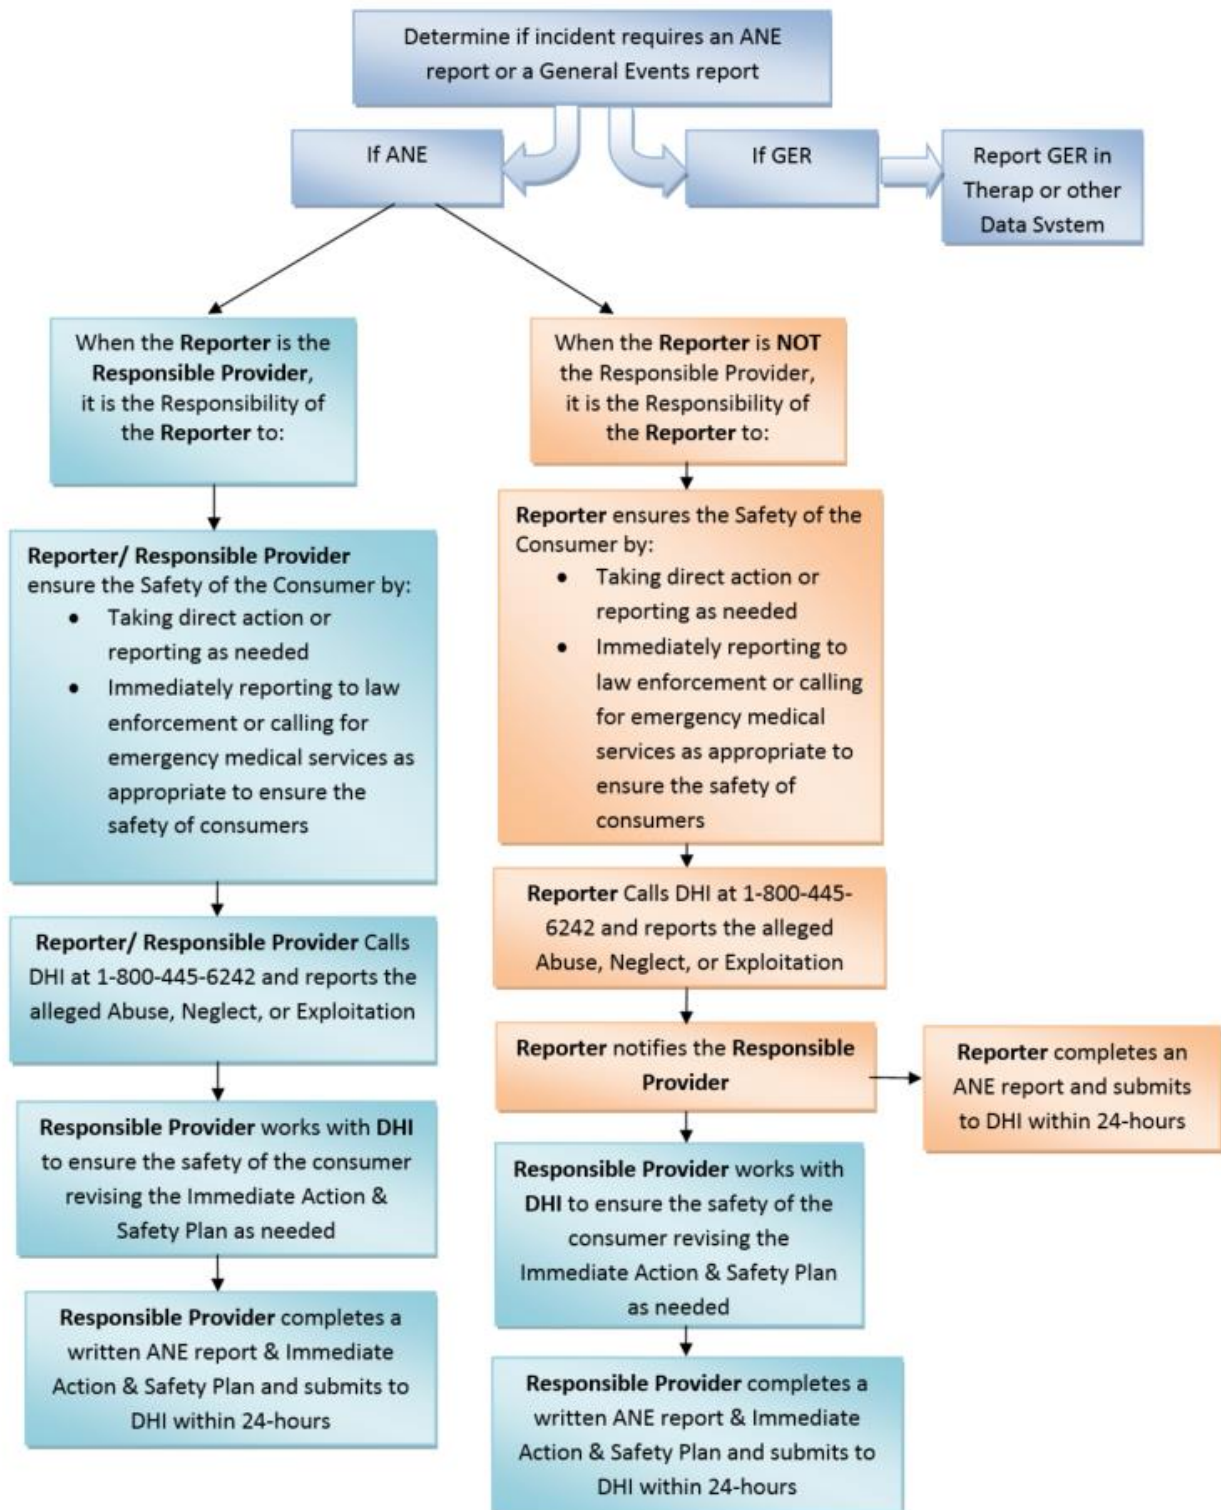 Determine if incident requires an ANE
report or a General Events report
If ANE
If GER
Report GER in
Therap or other
Data Svstem
When the Reporter is the
Responsible Provider,
it is the Responsibility of
the Reporter to:
Reporter/ Responsible Provider
ensure the Safety of the Consumer by:
● Taking direct action or
reporting as needed
● Immediately reporting to law
enforcement or calling for
emergency medical services as
appropriate to ensure the
safety of consumers
Reporter/ Responsible Provider Calls
DHI at 1-800-445-6242 and reports the
alleged Abuse, Neglect, or Exploitation
Responsible Provider works with DHI
to ensure the safety of the consumer
revising the Immediate Action &
Safety Plan as needed
Responsible Provider completes a
written ANE report & Immediate
Action & Safety Plan and submits to
DHI within 24-hours
When the Reporter is NOT
the Responsible Provider,
it is the Responsibility of
the Reporter to:
Reporter ensures the Safety of the
Consumer by:
● Taking direct action or
reporting as needed
● Immediately reporting to
law enforcement or calling
for emergency medical
services as appropriate to
ensure the safety of
consumers
Reporter Calls DHI at 1-800-445-
6242 and reports the alleged
Abuse, Neglect, or Exploitation
Reporter notifies the Responsible
Provider
Reporter completes an
ANE report and submits
to DHI within 24-hours
Responsible Provider works with
DHI to ensure the safety of the
consumer revising the
Immediate Action & Safety Plan
as needed
Responsible Provider completes a
written ANE report & Immediate
Action & Safety Plan and submits to
DHI within 24-hours